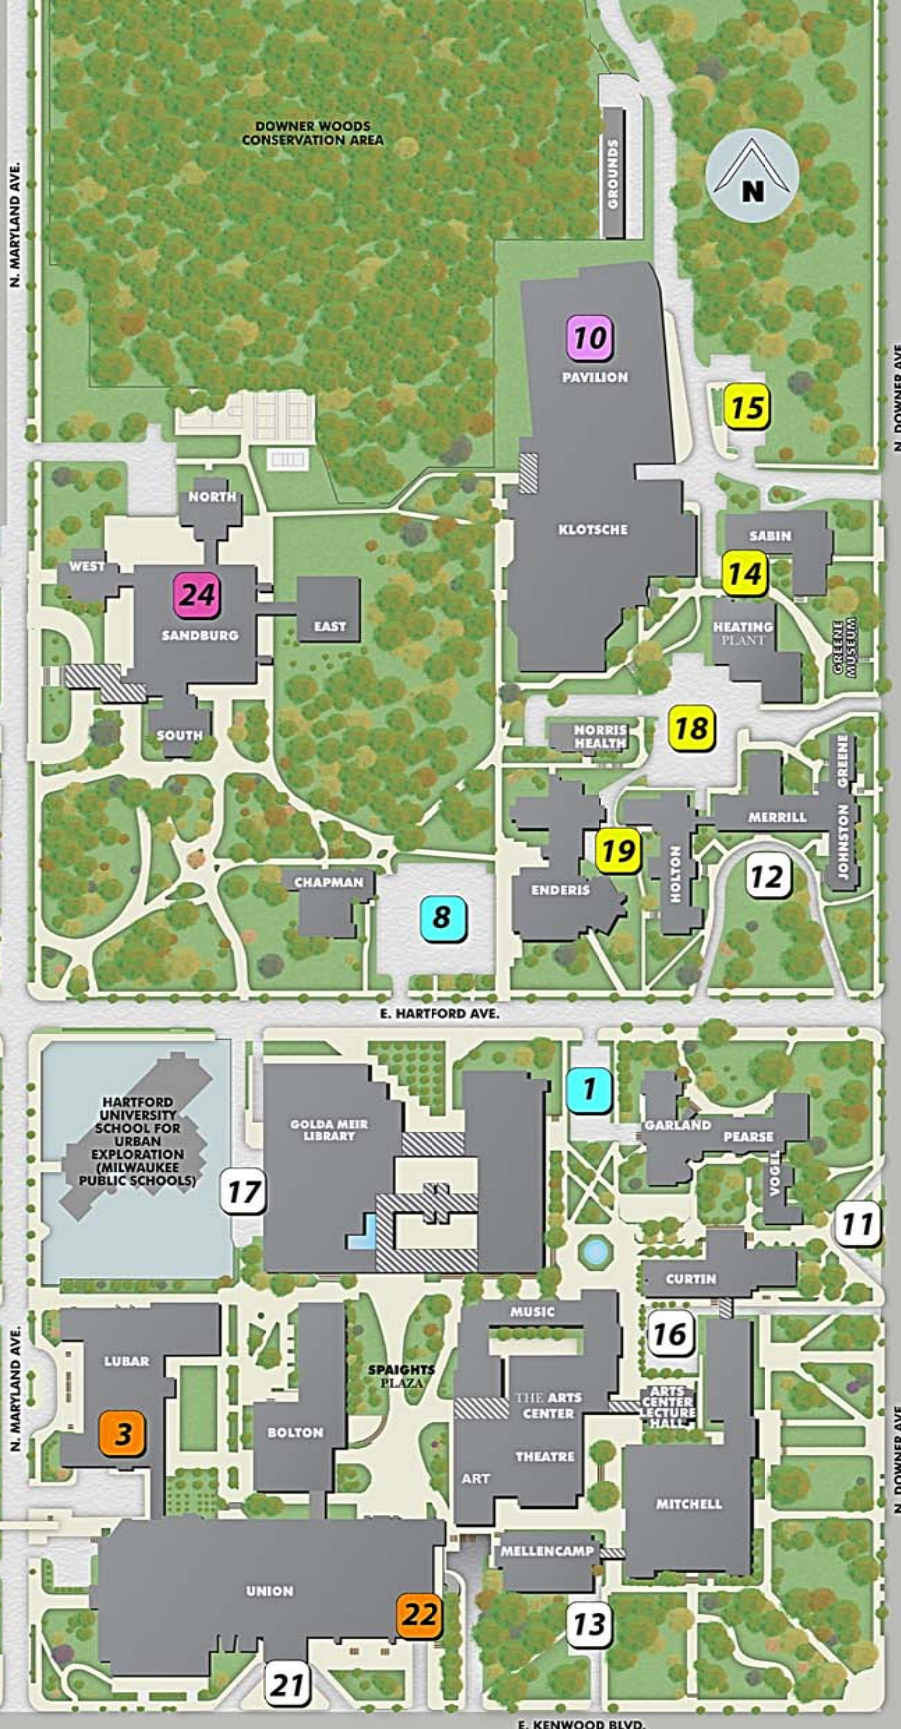 DOWNER WOODS
CONSERVATION AREA
GROUNDS
N
N. MARYLAND AVE.
10
PAVILION
15
N. DOWNER AVE.
NORTH
KLOTSCHE
SABIN
WEST
14
24
SANDBURG
EAST
HEATING
PLANT
GREENE
MUSEUM
SOUTH
NORRIS
HEALTH
18
GREENE
MERRILL
JOHNSTON
19
HOLTON
12
CHAPMAN
ENDERIS
8
E. HARTFORD AVE.
1
HARTFORD
UNIVERSITY
SCHOOL FOR
URBAN
EXPLORATION
(MILWAUKEE
PUBLIC SCHOOLS)
GOLDA MEIR
LIBRARY
GARLAND
PEARSE
VOGEL
17
11
CURTIN
MUSIC
16
N. MARYLAND AVE.
LUBAR
SPAIGHTS
PLAZA
THE ARTS
CENTER
ARTS
CENTER
LECTURE
HALL
3
BOLTON
THEATRE
ART
N. DOWNER AVE.
MITCHELL
MELLENCAMP
UNION
22
13
21
E. KENWOOD BLVD.